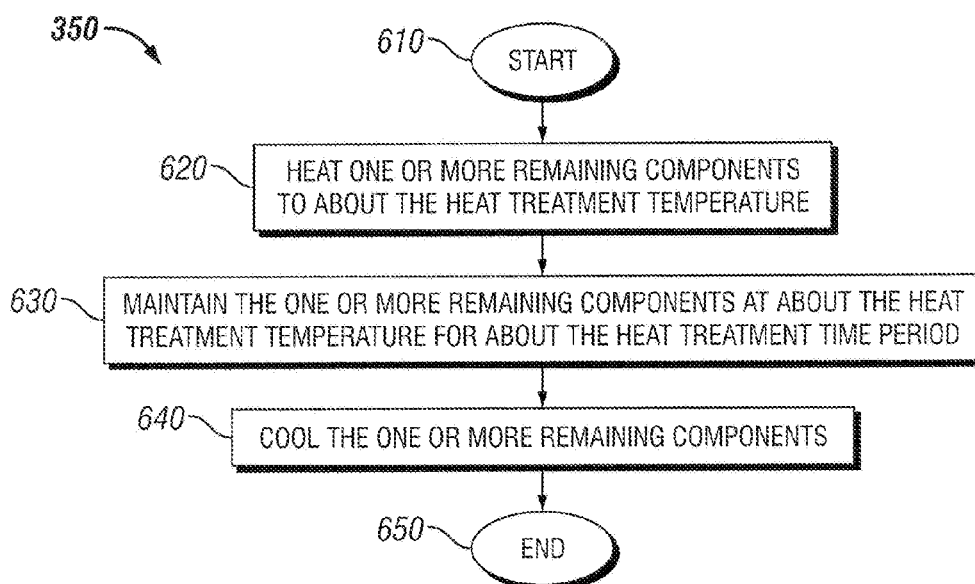 350
610
START
620
HEAT ONE OR MORE REMAINING COMPONENTS
TO ABOUT THE HEAT TREATMENT TEMPERATURE
630
MAINTAIN THE ONE OR MORE REMAINING COMPONENTS AT ABOUT THE HEAT
TREATMENT TEMPERATURE FOR ABOUT THE HEAT TREATMENT TIME PERIOD
640
COOL THE ONE OR MORE REMAINING COMPONENTS
650
END